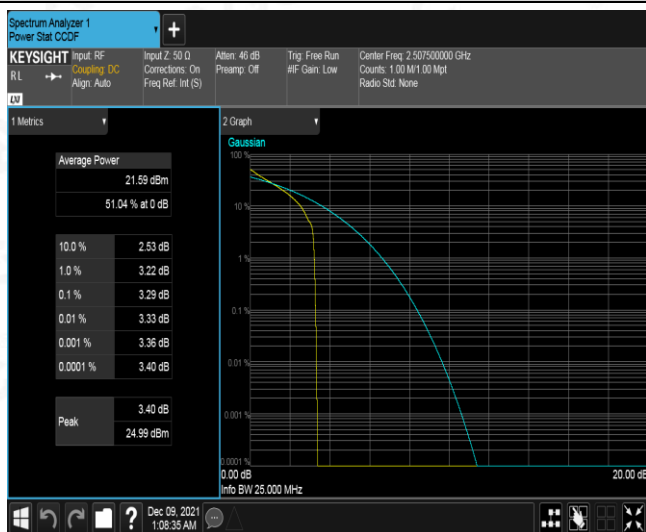 Spectrum Analyzer 1
Power Stat CCDF
+
KEYSIGHT
RL
LXI
Input: RF
Coupling: DC
Align: Auto
Input Z: 50 Ω
Corrections: On
Freq Ref: Int (S)
Atten: 46 dB
Preamp: Off
Trig: Free Run
#IF Gain: Low
Center Freq: 2.507500000 GHz
Counts: 1.00 M/1.00 Mpt
Radio Std: None
1 Metrics
Average Power
21.59 dBm
51.04 % at 0 dB
10.0 % 2.53 dB
1.0 % 3.22 dB
0.1 % 3.29 dB
0.01 % 3.33 dB
0.001 % 3.36 dB
0.0001 % 3.40 dB
Peak
3.40 dB
24.99 dBm
2 Graph
Gaussian
100 %
10 %
1 %
0.1 %
0.01 %
0.001 %
0.0001 %
0.00 dB 20.00 dB
Info BW 25.000 MHz
?
Dec 09, 2021
1:08:35 AM